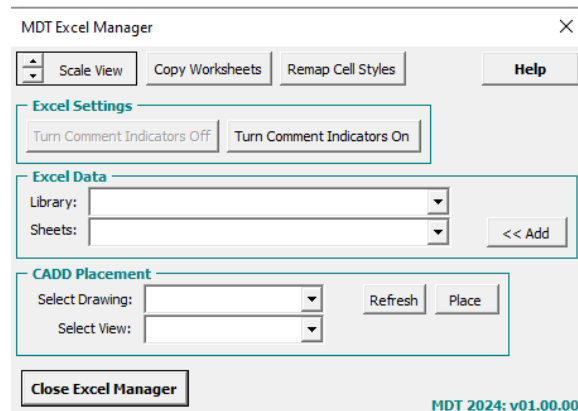 MDT Excel Manager
Scale View Copy Worksheets Remap Cell Styles Help
Excel Settings
Turn Comment Indicators Off Turn Comment Indicators On
Excel Data
Library:
Sheets: << Add
CADD Placement
Select Drawing: Refresh Place
Select View:
Close Excel Manager
MDT 2024: v01.00.00